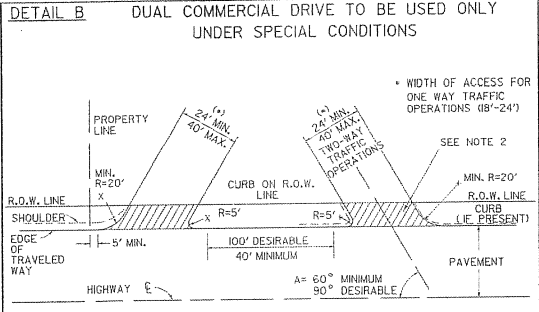 DETAIL B
DUAL COMMERCIAL DRIVE TO BE USED ONLY
UNDER SPECIAL CONDITIONS
* WIDTH OF ACCESS FOR
ONE WAY TRAFFIC
OPERATIONS (18'-24')
PROPERTY
LINE
(*)
24' MIN.
40' MAX.
(*)
24' MIN.
40' MAX.
TWO-WAY
TRAFFIC
OPERATIONS
SEE NOTE 2
MIN.
R=20'
X
MIN. R=20'
R.O.W. LINE
CURB ON R.O.W.
LINE
R.O.W. LINE
SHOULDER
X R=5'
R=5'
CURB
(IF PRESENT)
EDGE
OF
TRAVELED
WAY
5' MIN.
100' DESIRABLE
40' MINIMUM
PAVEMENT
A= 60° MINIMUM
90° DESIRABLE
HIGHWAY ℄